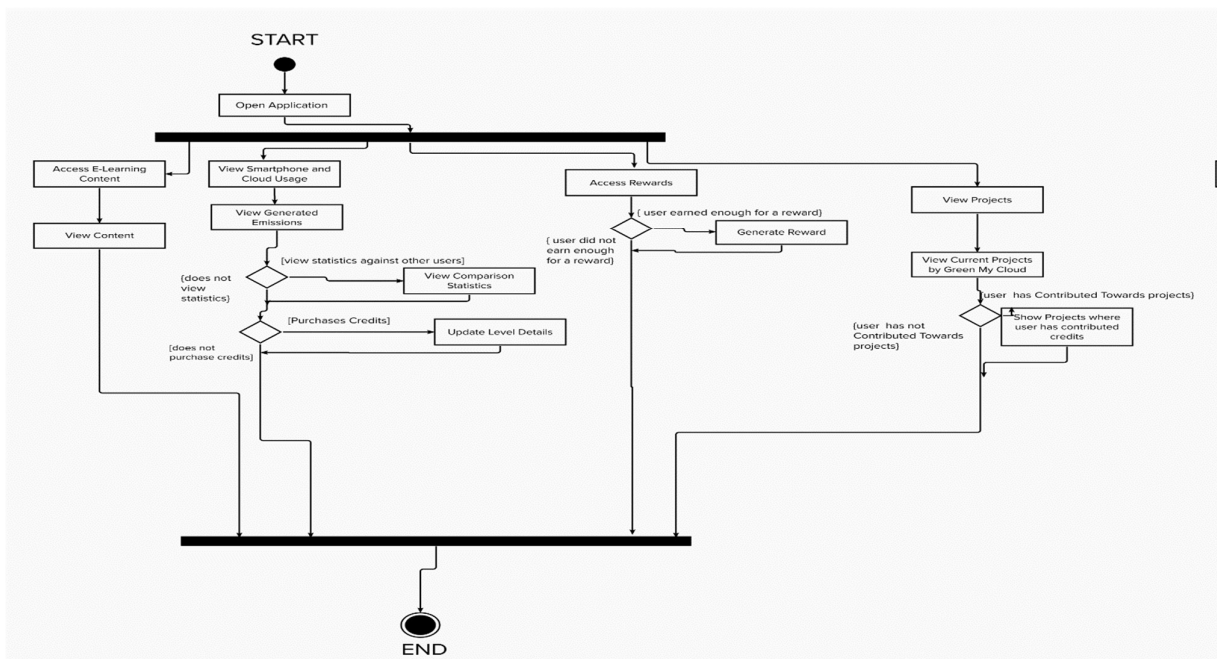 START
Open Application
Access E-Learning
Content
View Content
View Smartphone and
Cloud Usage
View Generated
Emissions
[view statistics against other users]
{does not
view
statistics}
View Comparison
Statistics
[Purchases Credits]
Update Level Details
[does not
purchase credits]
Access Rewards
{ user earned enough for a reward}
Generate Reward
{ user did not
earn enough
for a reward}
View Projects
View Current Projects
by Green My Cloud
{user has Contributed Towards projects}
{user has not
Contributed Towards
projects}
Show Projects where
user has contributed
credits
END